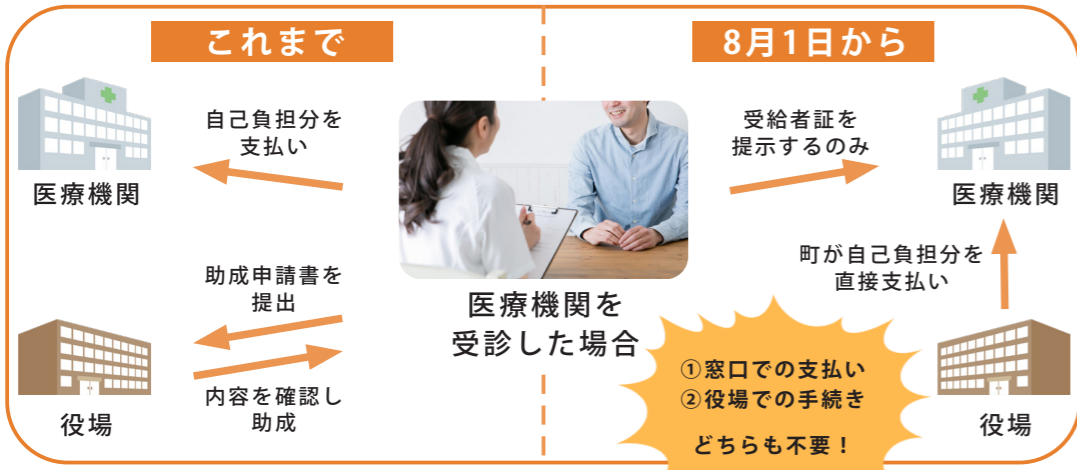 これまで
自己負担分を
支払い
医療機関
助成申請書を
提出
内容を確認し
助成
役場
医療機関を
受診した場合
8月1日から
受給者証を
提示するのみ
医療機関
町が自己負担分を
直接支払い
役場
①窓口での支払い
②役場での手続き
どちらも不要！